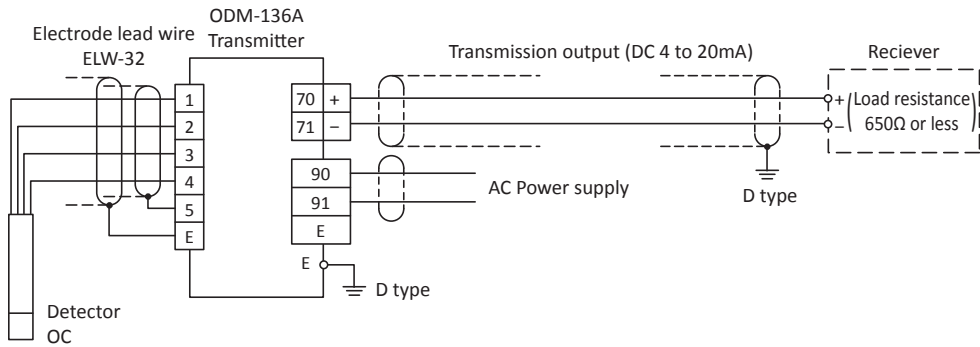 ODM-136A
Transmitter
Electrode lead wire
ELW-32
Transmission output (DC 4 to 20mA)
Reciever
1
2
3
4
5
E
70 +
71 −
90
91
E
E
AC Power supply
+
−
(Load resistance
650Ω or less)
D type
D type
Detector
OC